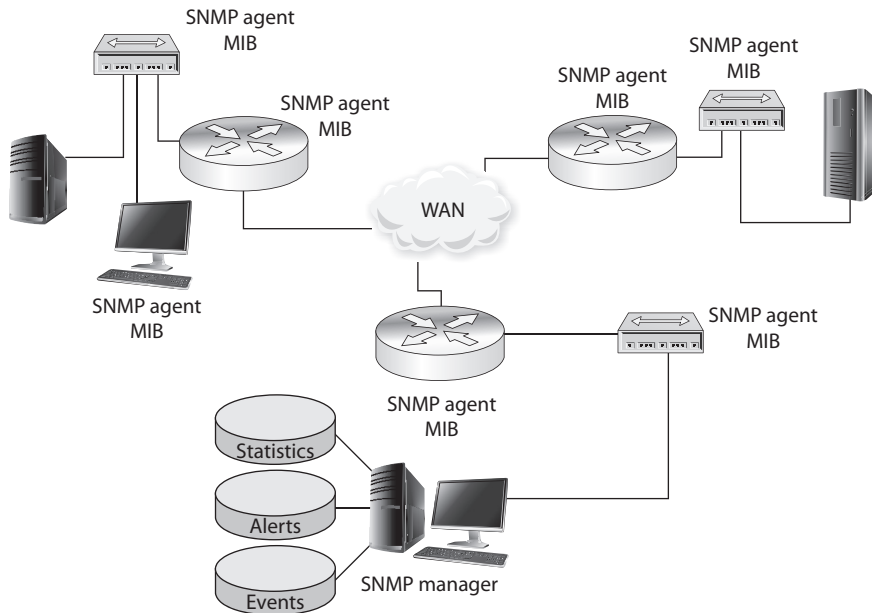 SNMP agent
MIB
SNMP agent
MIB
SNMP agent
MIB
SNMP agent
MIB
WAN
SNMP agent
MIB
SNMP agent
MIB
SNMP agent
MIB
Statistics
Alerts
Events
SNMP manager